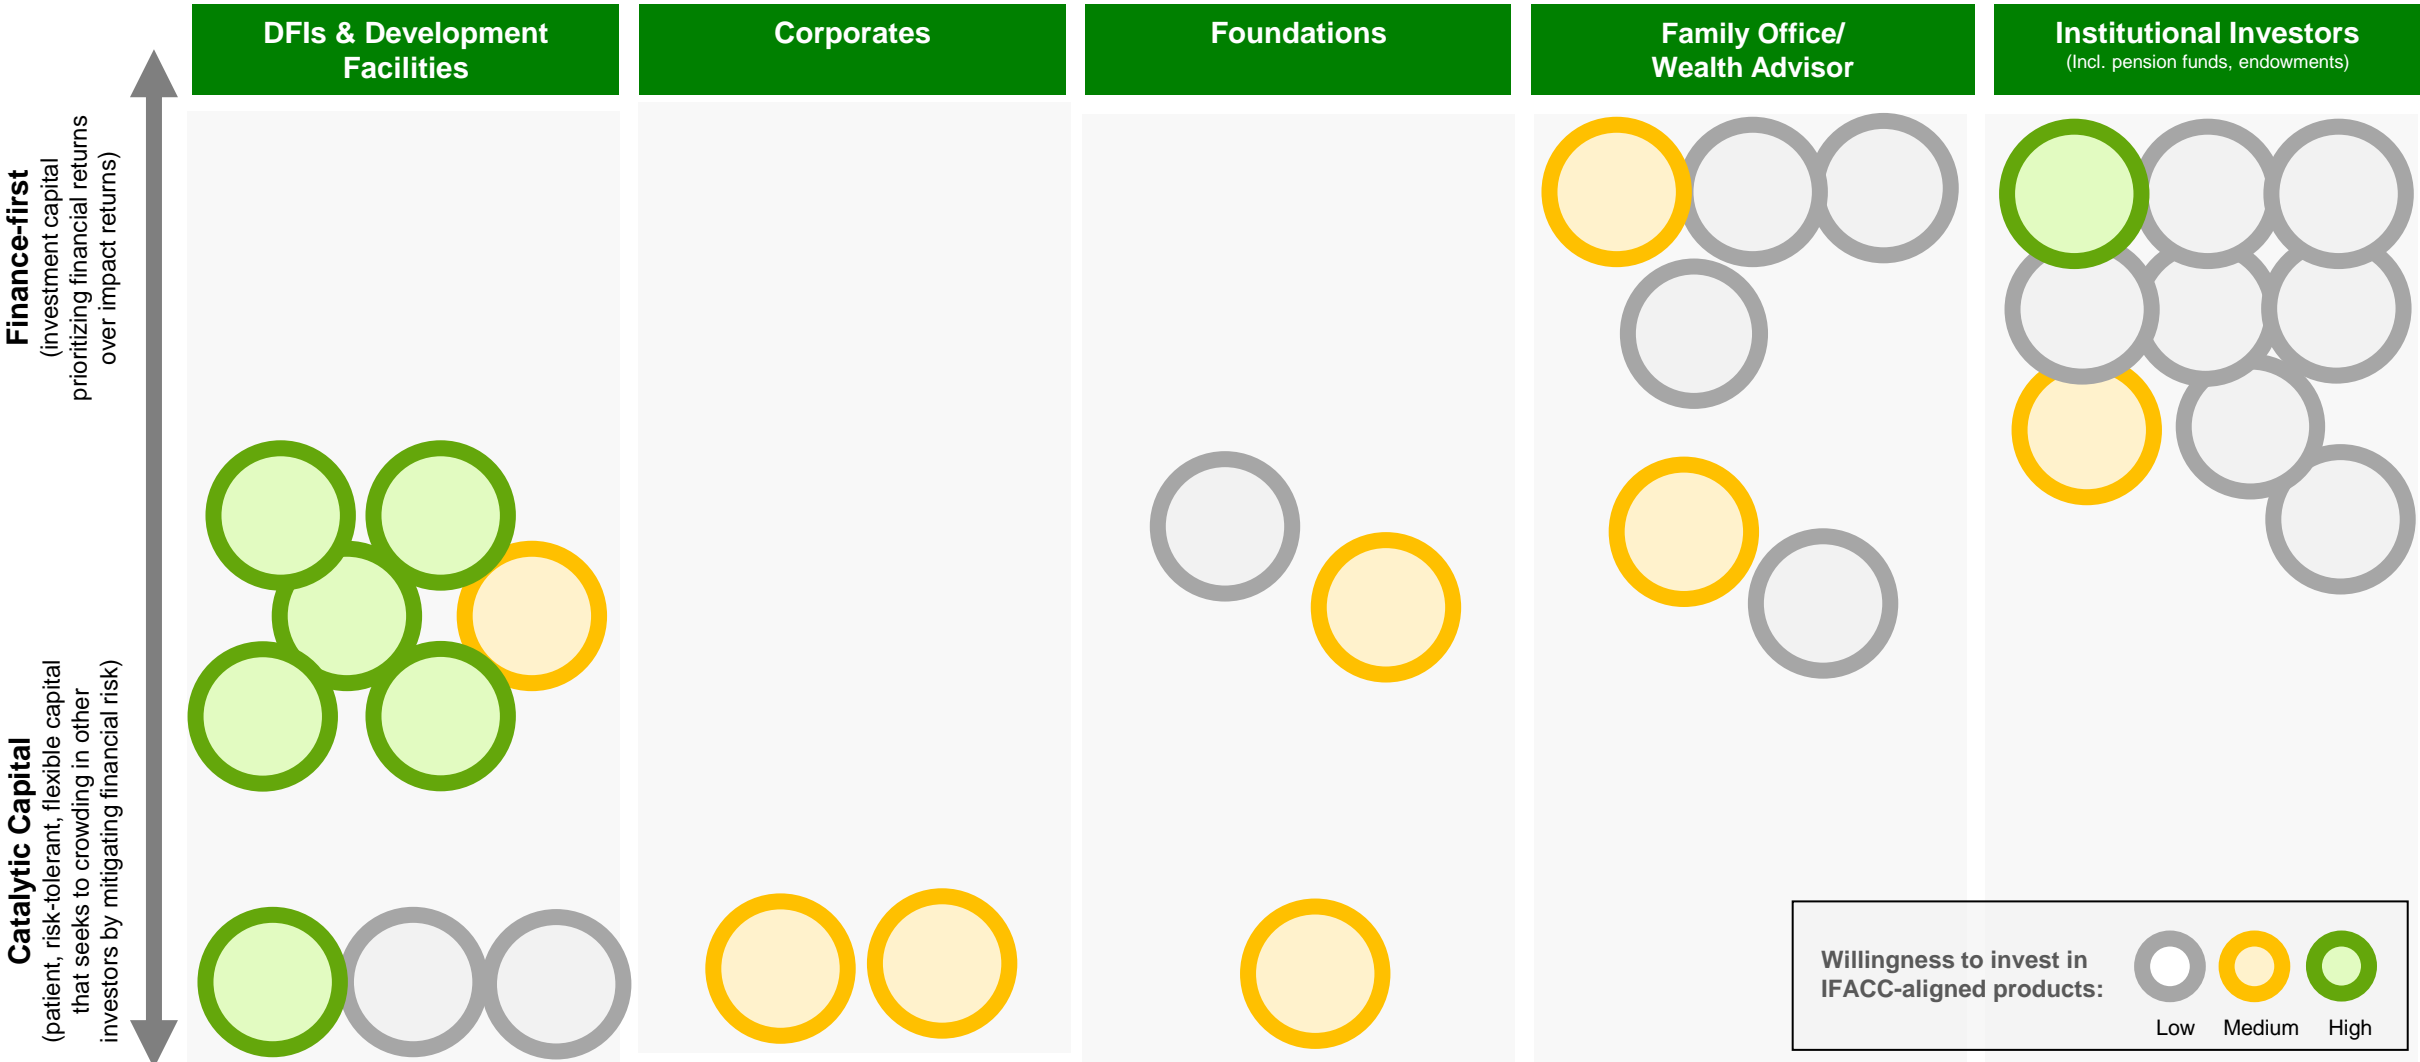 DFIs & Development
Facilities
Corporates
Foundations
Family Office/
Wealth Advisor
Institutional Investors
(Incl. pension funds, endowments)
Finance-first
(investment capital
prioritizing financial returns
over impact returns)
Catalytic Capital
(patient, risk-tolerant, flexible capital
that seeks to crowding in other
investors by mitigating financial risk)
Willingness to invest in
IFACC-aligned products:
Low
Medium
High